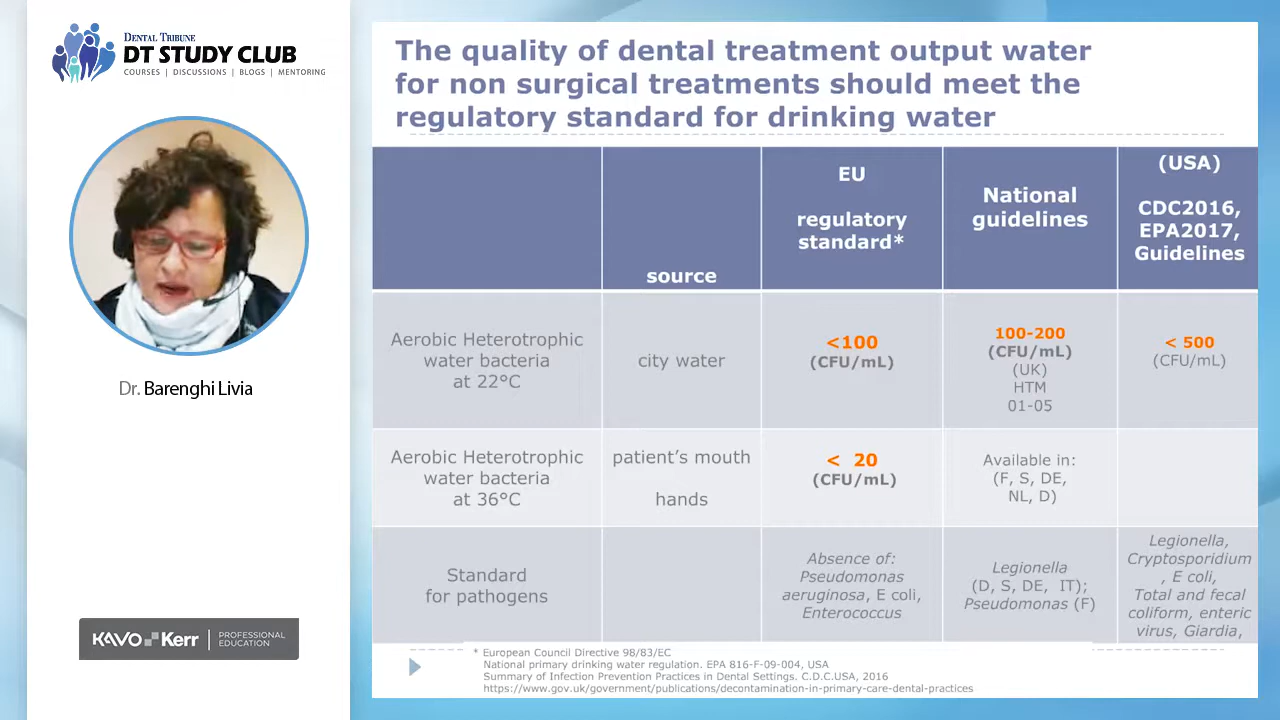 DENTAL TRIBUNE
DT STUDY CLUB
COURSES | DISCUSSIONS | BLOGS | MENTORING
Dr. Barenghi Livia
KAVO Kerr
PROFESSIONAL
EDUCATION
The quality of dental treatment output water
for non surgical treatments should meet the
regulatory standard for drinking water
source
EU
regulatory
standard*
National
guidelines
(USA)
CDC2016,
EPA2017,
Guidelines
Aerobic Heterotrophic
water bacteria
at 22°C
city water
<100
(CFU/mL)
100-200
(CFU/mL)
(UK)
HTM
01-05
< 500
(CFU/mL)
Aerobic Heterotrophic
water bacteria
at 36°C
patient’s mouth
hands
< 20
(CFU/mL)
Available in:
(F, S, DE,
NL, D)
Standard
for pathogens
Absence of:
Pseudomonas
aeruginosa, E coli,
Enterococcus
Legionella
(D, S, DE, IT);
Pseudomonas (F)
Legionella,
Cryptosporidium
, E coli,
Total and fecal
coliform, enteric
virus, Giardia,
* European Council Directive 98/83/EC
National primary drinking water regulation. EPA 816-F-09-004, USA
Summary of Infection Prevention Practices in Dental Settings. C.D.C.USA, 2016
https://www.gov.uk/government/publications/decontamination-in-primary-care-dental-practices